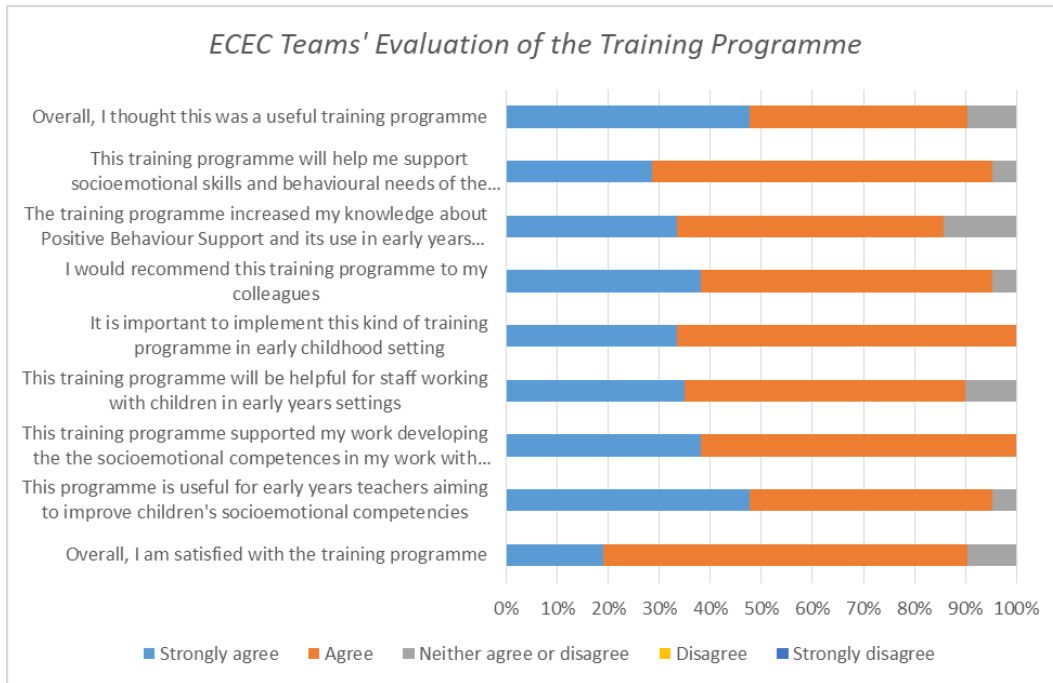 ECEC Teams' Evaluation of the Training Programme
Overall, I thought this was a useful training programme
This training programme will help me support
socioemotional skills and behavioural needs of the...
The training programme increased my knowledge about
Positive Behaviour Support and its use in early years...
I would recommend this training programme to my
colleagues
It is important to implement this kind of training
programme in early childhood setting
This training programme will be helpful for staff working
with children in early years settings
This training programme supported my work developing
the the socioemotional competences in my work with...
This programme is useful for early years teachers aiming
to improve children's socioemotional competencies
Overall, I am satisfied with the training programme
0% 10% 20% 30% 40% 50% 60% 70% 80% 90% 100%
Strongly agree Agree Neither agree or disagree Disagree Strongly disagree